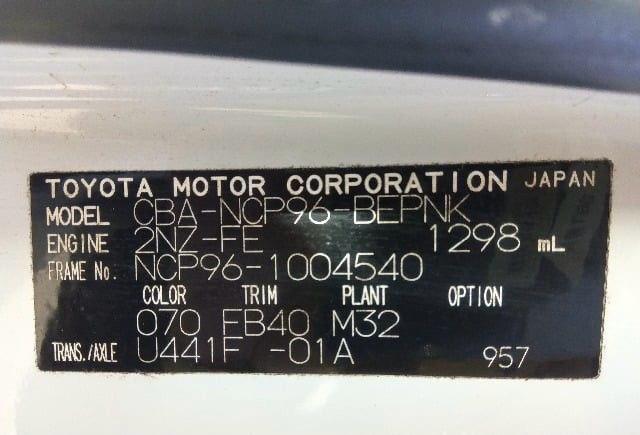 TOYOTA MOTOR CORPORATION JAPAN
MODEL CBA-NCP96-BEPNK
ENGINE 2NZ-FE 1298 mL
FRAME No. NCP96-1004540
COLOR TRIM PLANT OPTION
070 FB40 M32
TRANS./AXLE U441F -01A 957